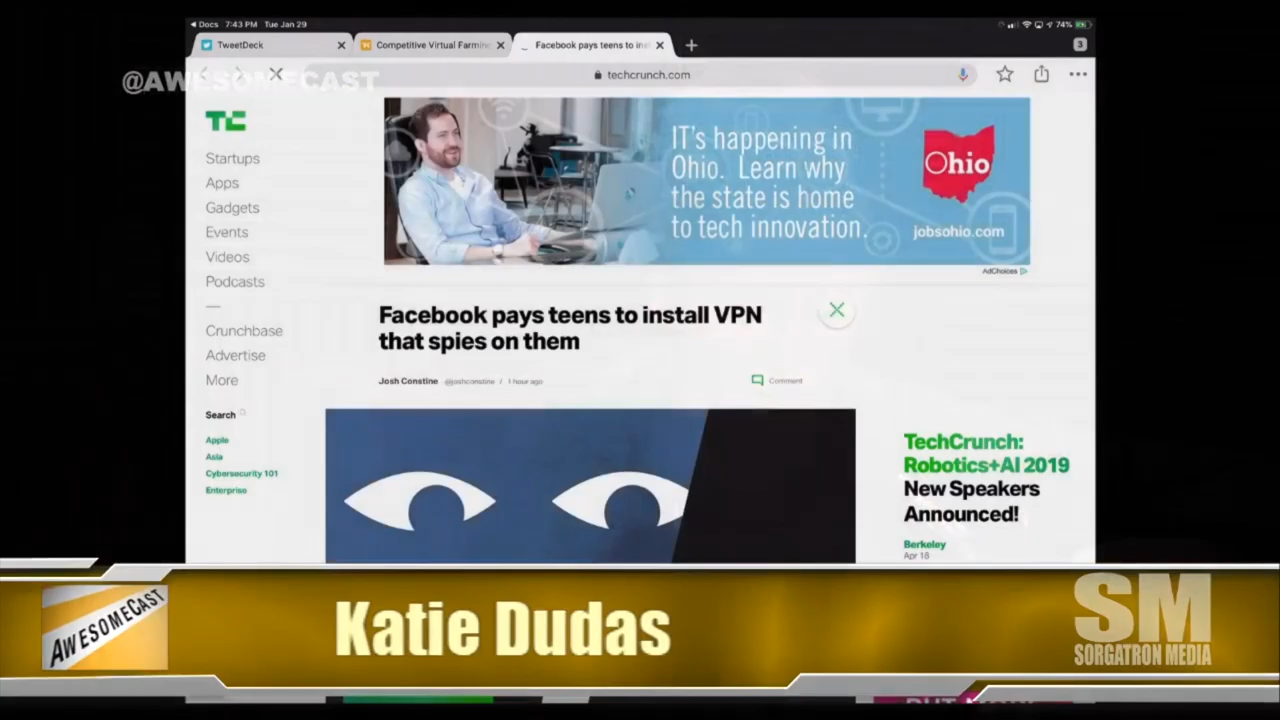 Docs 7:43 PM Tue Jan 29
74%
TweetDeck
Competitive Virtual Farming
Facebook pays teens to in
3
@AWESOMECAST
techcrunch.com
TC
Startups
Apps
Gadgets
Events
Videos
Podcasts
Crunchbase
Advertise
More
Search
Apple
Asia
Cybersecurity 101
Enterprise
IT's happening in
Ohio. Learn why
the state is home
to tech innovation.
Ohio
jobsohio.com
AdChoices
Facebook pays teens to install VPN
that spies on them
Josh Constine @joshconstine / 1 hour ago
Comment
TechCrunch:
Robotics+AI 2019
New Speakers
Announced!
Berkeley
Apr 18
AWESOMECAST
Katie Dudas
SM
SORGATRON MEDIA